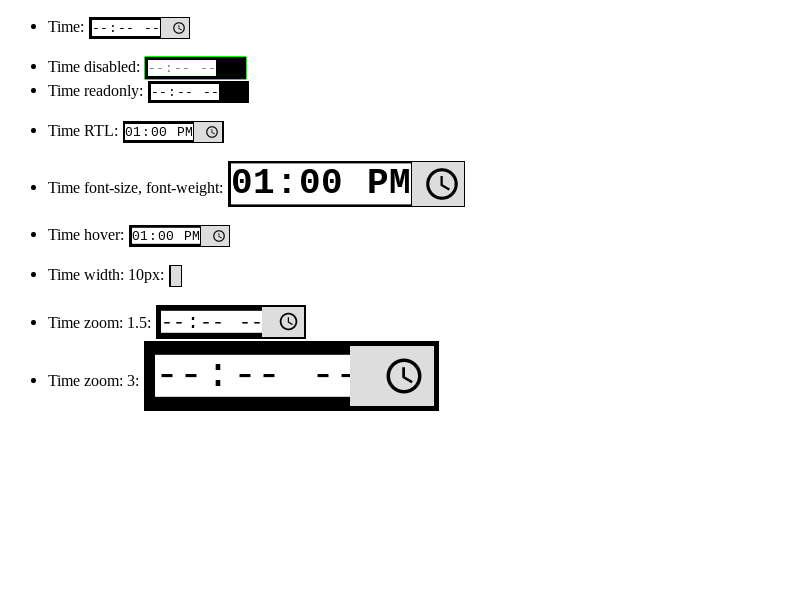 Time: --:-- --
Time disabled: --:-- --
Time readonly: --:-- --
Time RTL: 01:00 PM
Time font-size, font-weight: 01:00 PM
Time hover: 01:00 PM
Time width: 10px:
Time zoom: 1.5: --:-- --
Time zoom: 3: --:-- --